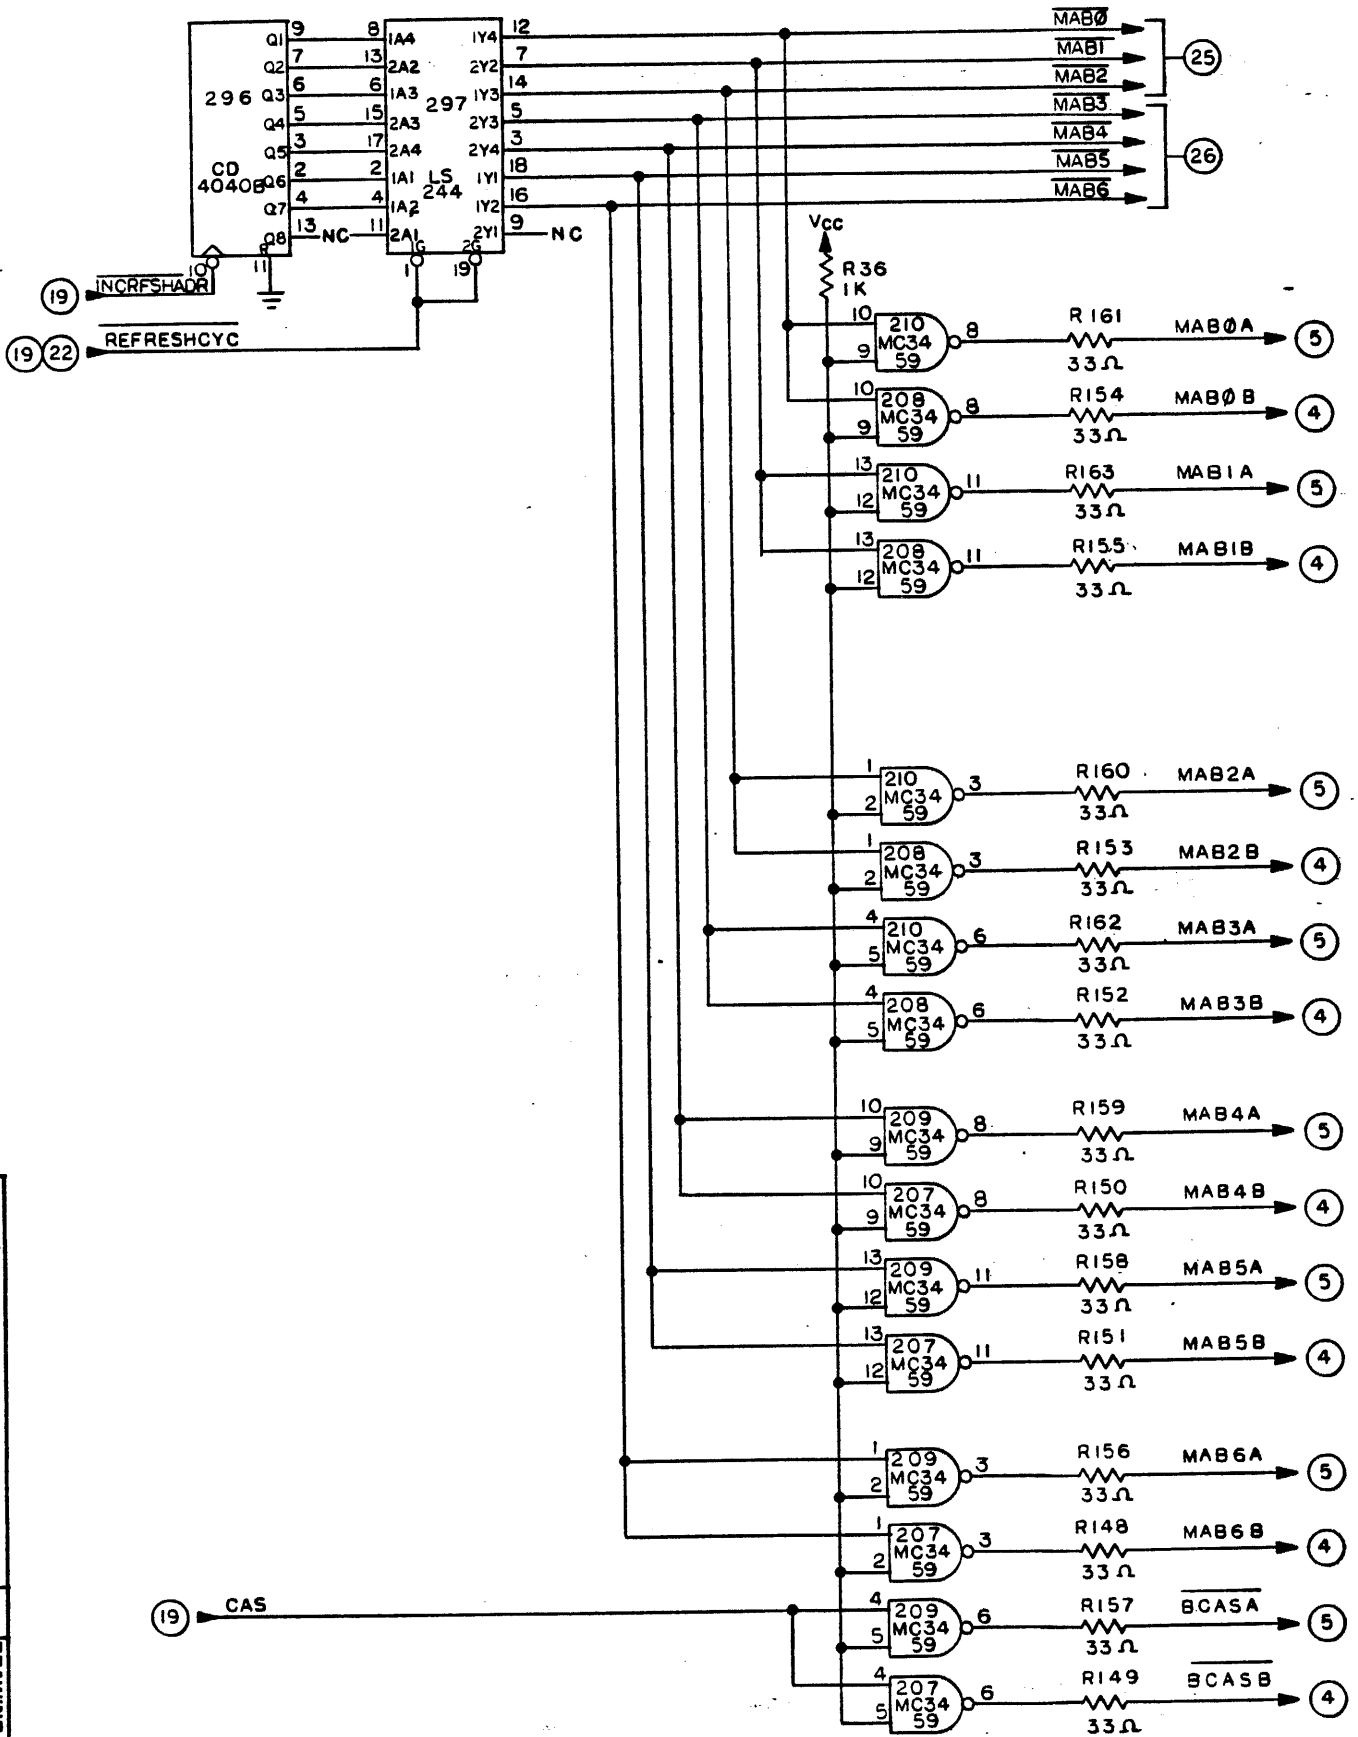 296
CD
4040B
Q1 9 8 1A4
Q2 7 13 2A2
Q3 6 6 1A3
Q4 5 15 2A3
Q5 3 17 2A4
Q6 2 2 1A1
Q7 4 4 1A2
Q8 13 NC 11 2A1
10 R 11
297
LS
244
1Y4 12 MABØ
2Y2 7 MAB1
1Y3 14 MAB2
2Y3 5 MAB3
2Y4 3 MAB4
1Y1 18 MAB5
1Y2 16 MAB6
2Y1 9 NC
1G 2G
1 19
25
26
19 INCRFSHADR
19 22 REFRESHCYC
Vcc
R36
1K
10 9 210 MC34 59 8 R161 33Ω MABØA 5
10 9 208 MC34 59 8 R154 33Ω MABØB 4
13 12 210 MC34 59 11 R163 33Ω MAB1A 5
13 12 208 MC34 59 11 R155 33Ω MAB1B 4
1 2 210 MC34 59 3 R160 33Ω MAB2A 5
1 2 208 MC34 59 3 R153 33Ω MAB2B 4
4 5 210 MC34 59 6 R162 33Ω MAB3A 5
4 5 208 MC34 59 6 R152 33Ω MAB3B 4
10 9 209 MC34 59 8 R159 33Ω MAB4A 5
10 9 207 MC34 59 8 R150 33Ω MAB4B 4
13 12 209 MC34 59 11 R158 33Ω MAB5A 5
13 12 207 MC34 59 11 R151 33Ω MAB5B 4
1 2 209 MC34 59 3 R156 33Ω MAB6A 5
1 2 207 MC34 59 3 R148 33Ω MAB6B 4
19 CAS
4 5 209 MC34 59 6 R157 33Ω BCASA 5
4 5 207 MC34 59 6 R149 33Ω BCASB 4